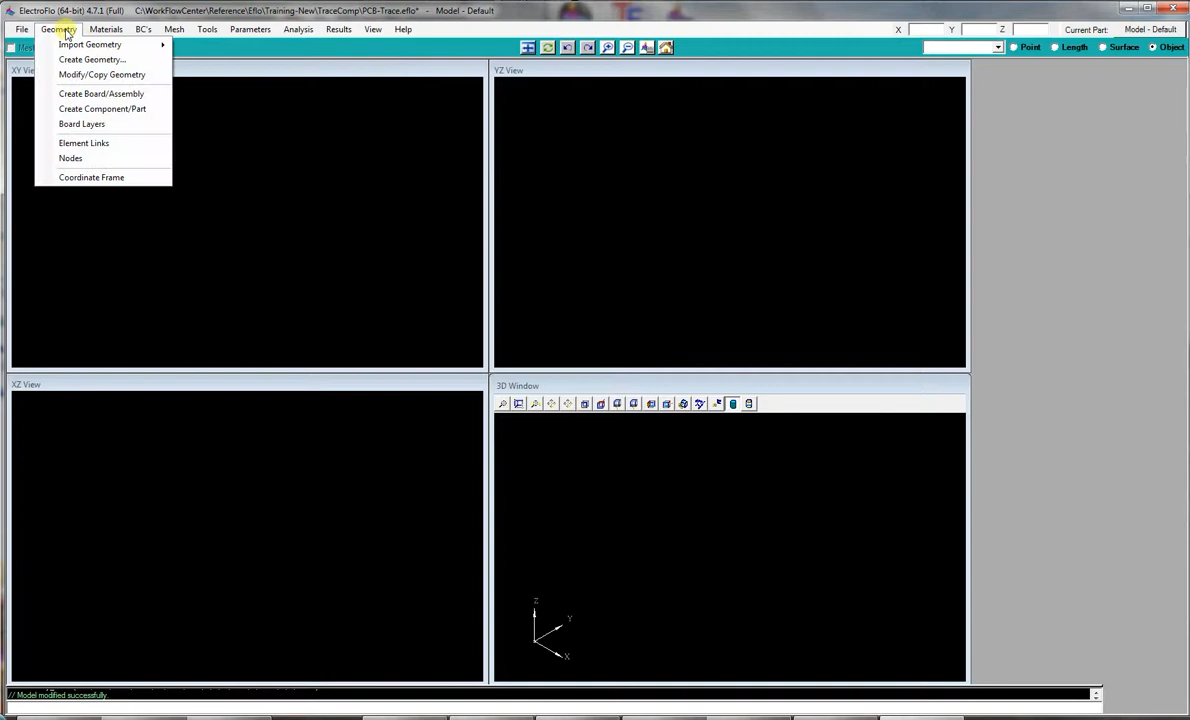 ElectroFlo (64-bit) 4.7.1 (Full) C:\WorkFlowCenter\Reference\Eflo\Training-New\TraceComp\PCB-Trace.eflo* - Model - Default
File Geometry Materials BC's Mesh Tools Parameters Analysis Results View Help X Y Z Current Part: Model - Default
Mesh
Point Length Surface Object
Import Geometry
Create Geometry...
Modify/Copy Geometry
Create Board/Assembly
Create Component/Part
Board Layers
Element Links
Nodes
Coordinate Frame
XY View
YZ View
XZ View
3D Window
Z
Y
X
// Model modified successfully.